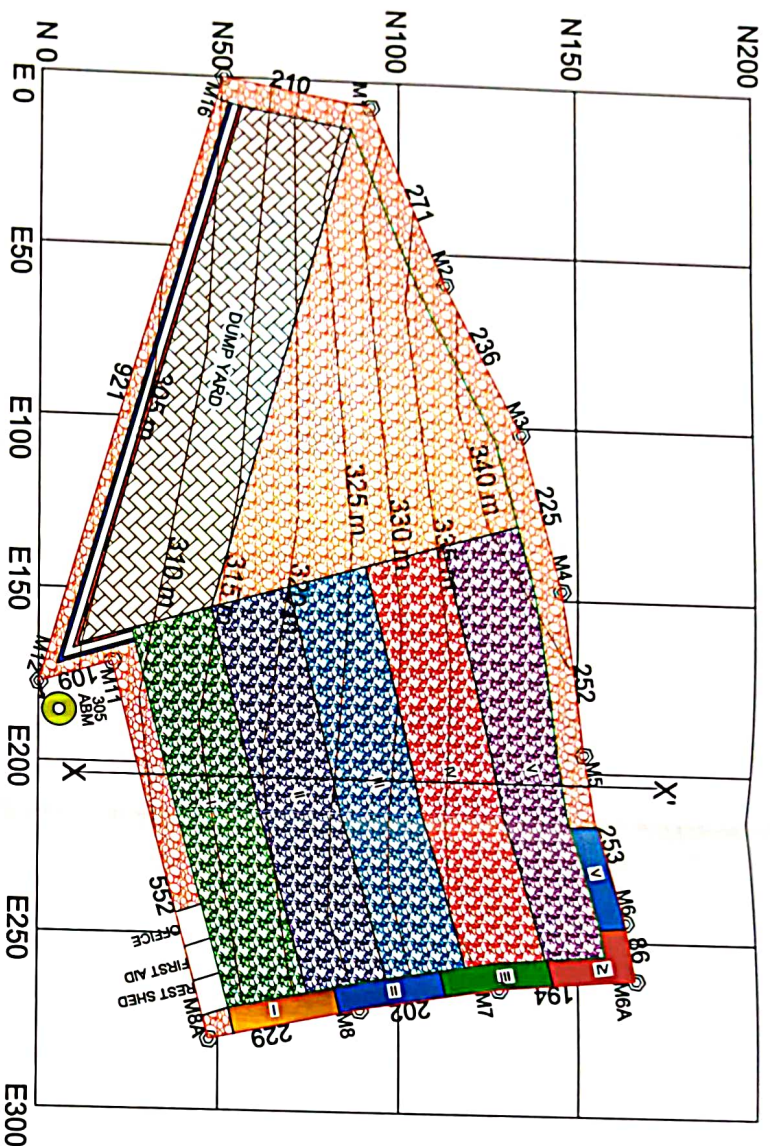 N 0
N50
N100
N150
N200
E 0
E50
E100
E150
E200
E250
E300
M16
210
M1
271
M2
236
M3
225
M4
252
M5
253
M6
86
M6A
194
M7
202
M8
229
M8A
552
M11
109
M12
921
DUMP YARD
305 m
310 m
315
325 m
330 m
335 m
340 m
305
ABM
X
X'
I
II
III
IV
V
V
IV
III
II
I
OFFICE
FIRST AID
REST SHED